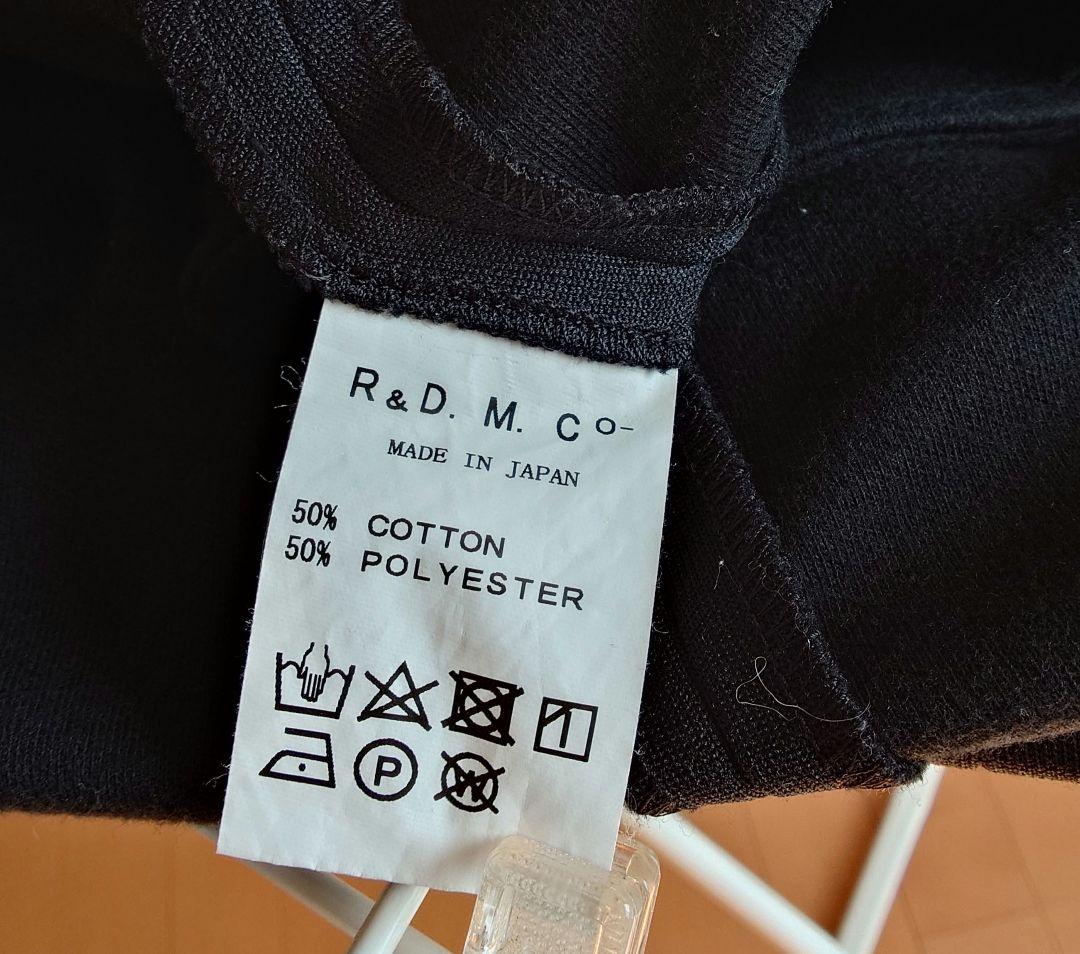 R & D. M. Co-
MADE IN JAPAN
50% COTTON
50% POLYESTER
P W